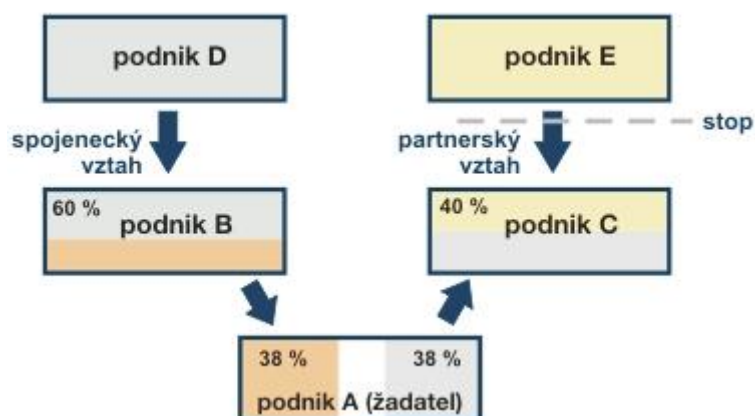 podnik D
podnik E
spojenecký
vztah
partnerský
vztah
stop
60 %
podnik B
40 %
podnik C
38 %
38 %
podnik A (žadatel)